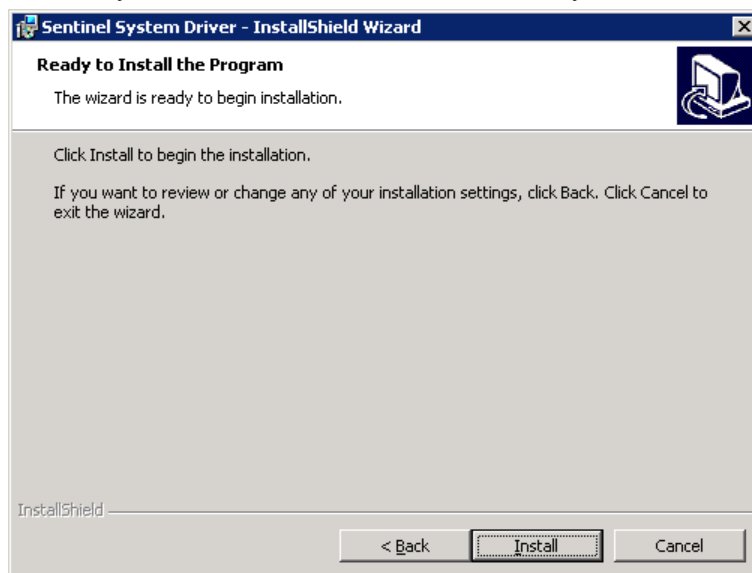 Sentinel System Driver - InstallShield Wizard
Ready to Install the Program
The wizard is ready to begin installation.
Click Install to begin the installation.
If you want to review or change any of your installation settings, click Back. Click Cancel to
exit the wizard.
InstallShield
< Back
Install
Cancel